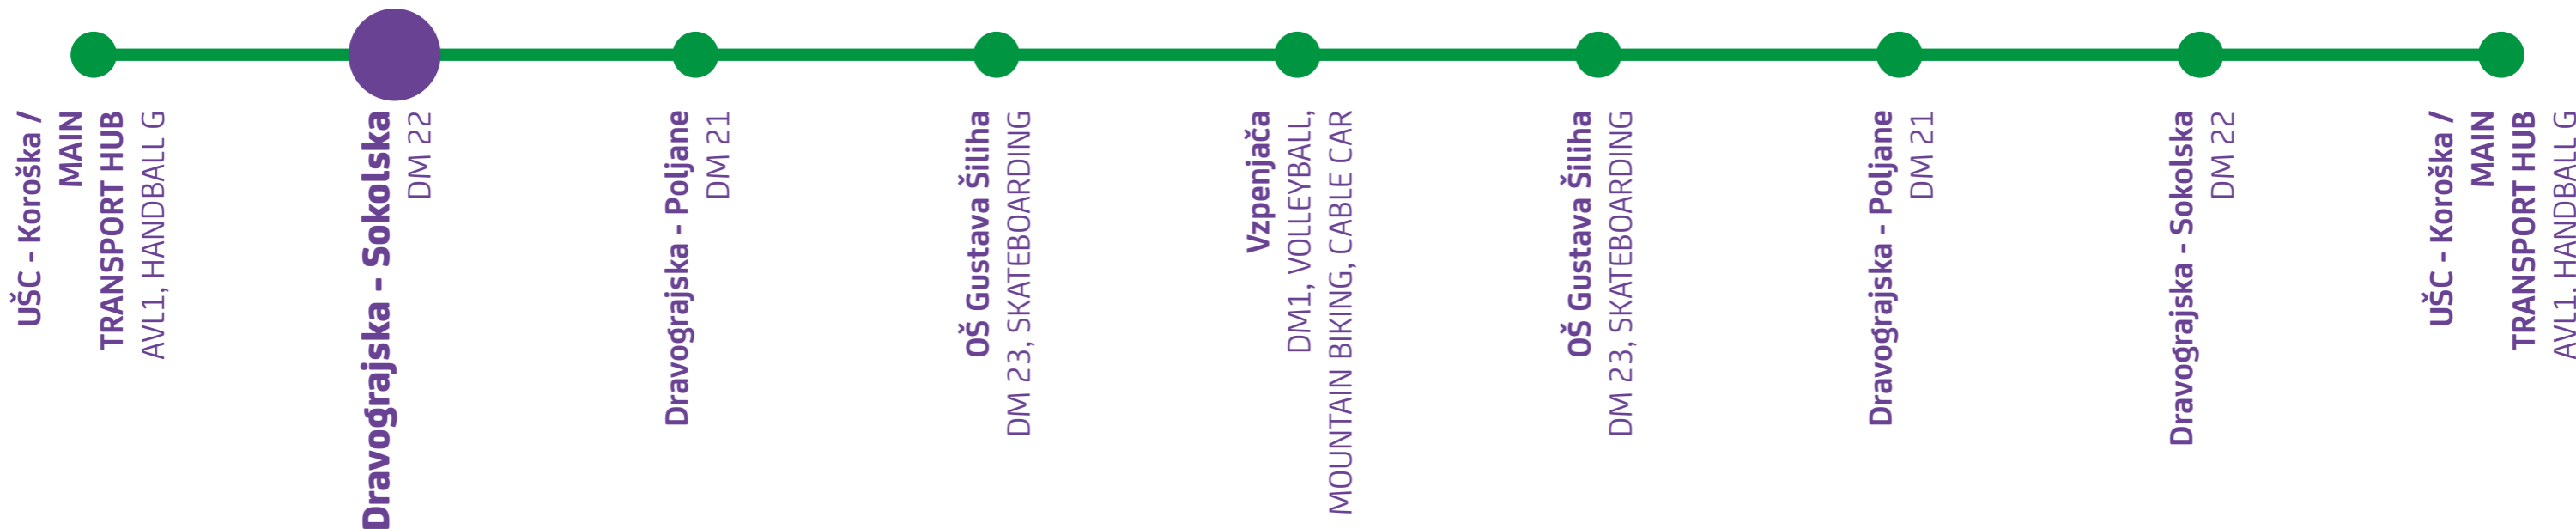 UŠC - Koroška /
MAIN
TRANSPORT HUB
AVL1, HANDBALL G
Dravograjska - Sokolska
DM 22
Dravograjska - Poljane
DM 21
OŠ Gustava Šiliha
DM 23, SKATEBOARDING
Vzpenjača
DM1, VOLLEYBALL,
MOUNTAIN BIKING, CABLE CAR
OŠ Gustava Šiliha
DM 23, SKATEBOARDING
Dravograjska - Poljane
DM 21
Dravograjska - Sokolska
DM 22
UŠC - Koroška /
MAIN
TRANSPORT HUB
AVL1, HANDBALL G